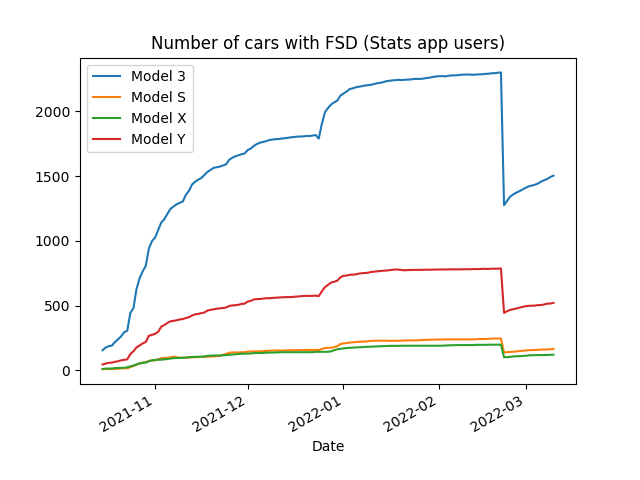 Number of cars with FSD (Stats app users)
Model 3
Model S
Model X
Model Y
2000
1500
1000
500
0
2021-11
2021-12
2022-01
2022-02
2022-03
Date